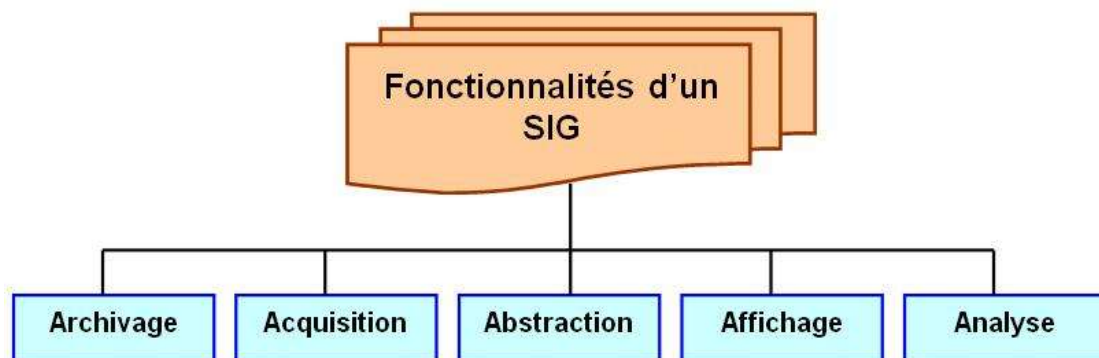 Fonctionnalités d’un
SIG
Archivage
Acquisition
Abstraction
Affichage
Analyse